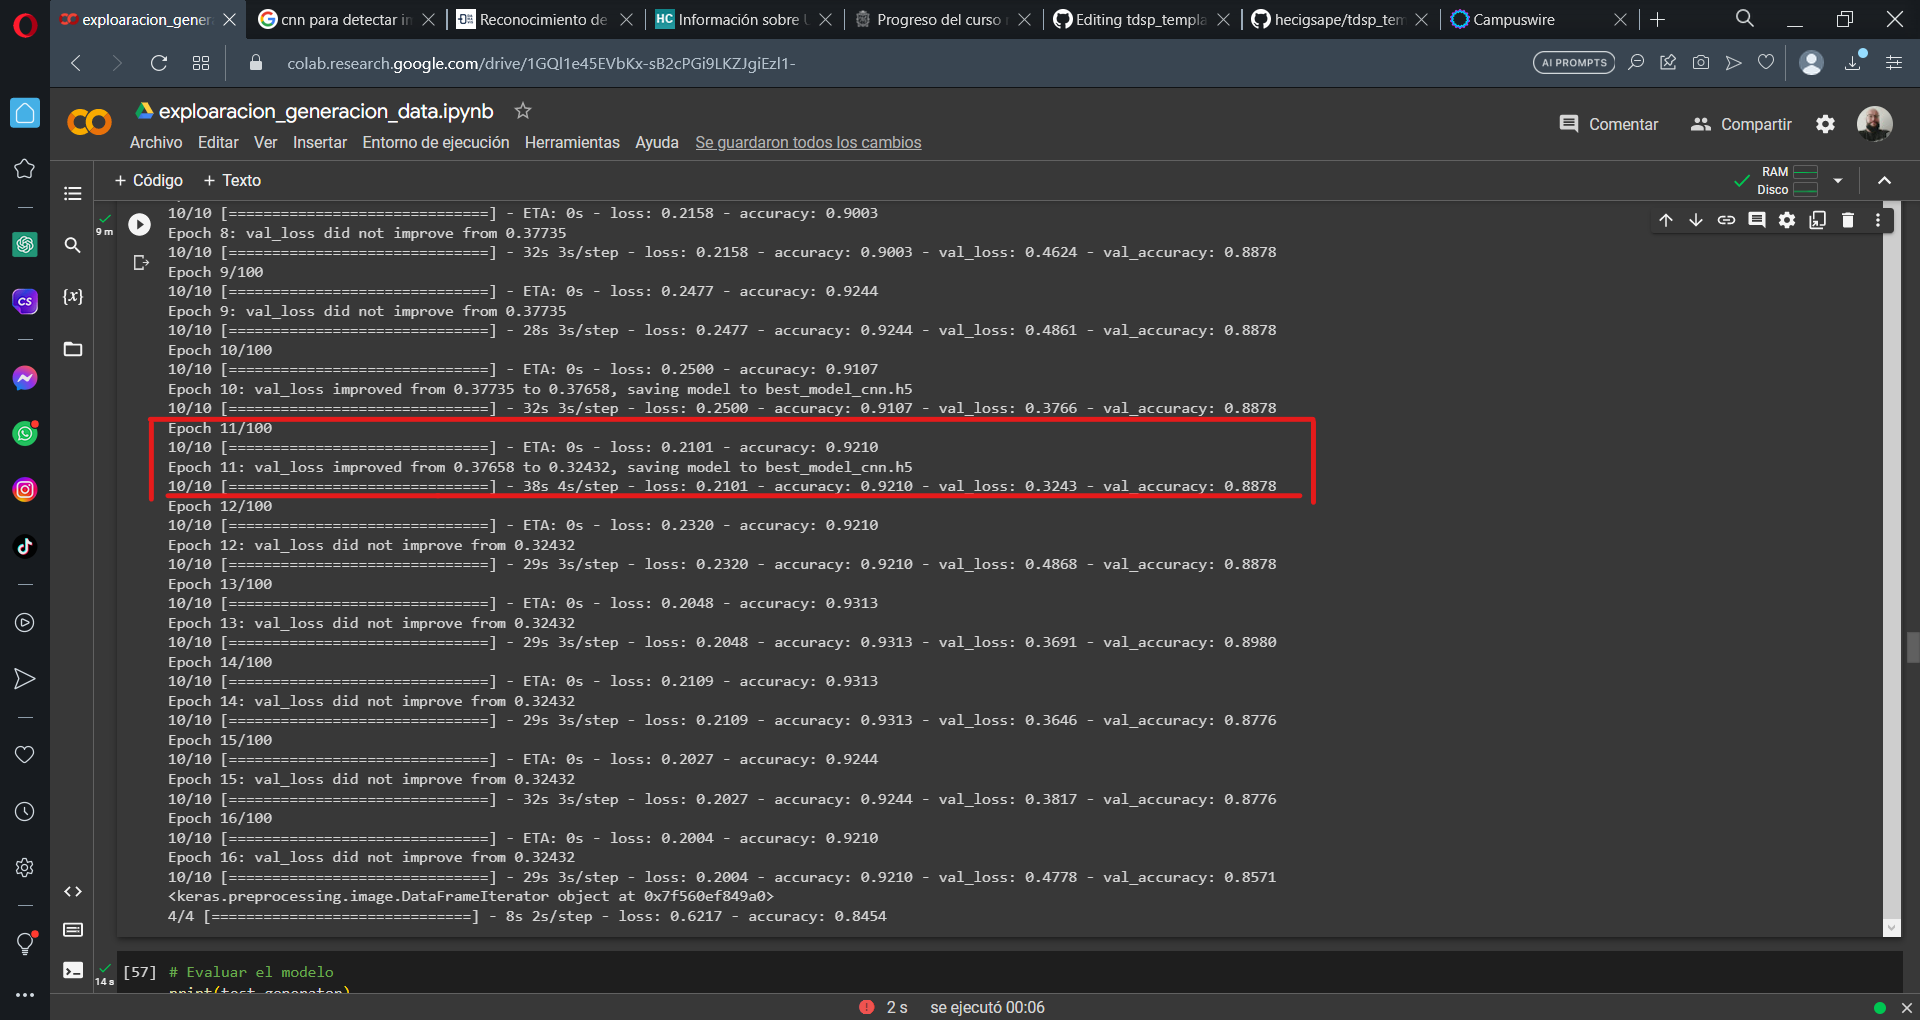 exploaracion_gener
cnn para detectar in
Reconocimiento de
HC Información sobre U
Progreso del curso
Editing tdsp_templa
hecigsape/tdsp_tem
Campuswire
colab.research.google.com/drive/1GQl1e45EVbKx-sB2cPGi9LKZJgiEzl1-
AI PROMPTS
exploaracion_generacion_data.ipynb
Archivo Editar Ver Insertar Entorno de ejecución Herramientas Ayuda Se guardaron todos los cambios
Comentar
Compartir
+ Código + Texto
RAM
Disco
9 m
10/10 [==============================] - ETA: 0s - loss: 0.2158 - accuracy: 0.9003
Epoch 8: val_loss did not improve from 0.37735
10/10 [==============================] - 32s 3s/step - loss: 0.2158 - accuracy: 0.9003 - val_loss: 0.4624 - val_accuracy: 0.8878
Epoch 9/100
10/10 [==============================] - ETA: 0s - loss: 0.2477 - accuracy: 0.9244
Epoch 9: val_loss did not improve from 0.37735
10/10 [==============================] - 28s 3s/step - loss: 0.2477 - accuracy: 0.9244 - val_loss: 0.4861 - val_accuracy: 0.8878
Epoch 10/100
10/10 [==============================] - ETA: 0s - loss: 0.2500 - accuracy: 0.9107
Epoch 10: val_loss improved from 0.37735 to 0.37658, saving model to best_model_cnn.h5
10/10 [==============================] - 32s 3s/step - loss: 0.2500 - accuracy: 0.9107 - val_loss: 0.3766 - val_accuracy: 0.8878
Epoch 11/100
10/10 [==============================] - ETA: 0s - loss: 0.2101 - accuracy: 0.9210
Epoch 11: val_loss improved from 0.37658 to 0.32432, saving model to best_model_cnn.h5
10/10 [==============================] - 38s 4s/step - loss: 0.2101 - accuracy: 0.9210 - val_loss: 0.3243 - val_accuracy: 0.8878
Epoch 12/100
10/10 [==============================] - ETA: 0s - loss: 0.2320 - accuracy: 0.9210
Epoch 12: val_loss did not improve from 0.32432
10/10 [==============================] - 29s 3s/step - loss: 0.2320 - accuracy: 0.9210 - val_loss: 0.4868 - val_accuracy: 0.8878
Epoch 13/100
10/10 [==============================] - ETA: 0s - loss: 0.2048 - accuracy: 0.9313
Epoch 13: val_loss did not improve from 0.32432
10/10 [==============================] - 29s 3s/step - loss: 0.2048 - accuracy: 0.9313 - val_loss: 0.3691 - val_accuracy: 0.8980
Epoch 14/100
10/10 [==============================] - ETA: 0s - loss: 0.2109 - accuracy: 0.9313
Epoch 14: val_loss did not improve from 0.32432
10/10 [==============================] - 29s 3s/step - loss: 0.2109 - accuracy: 0.9313 - val_loss: 0.3646 - val_accuracy: 0.8776
Epoch 15/100
10/10 [==============================] - ETA: 0s - loss: 0.2027 - accuracy: 0.9244
Epoch 15: val_loss did not improve from 0.32432
10/10 [==============================] - 32s 3s/step - loss: 0.2027 - accuracy: 0.9244 - val_loss: 0.3817 - val_accuracy: 0.8776
Epoch 16/100
10/10 [==============================] - ETA: 0s - loss: 0.2004 - accuracy: 0.9210
Epoch 16: val_loss did not improve from 0.32432
10/10 [==============================] - 29s 3s/step - loss: 0.2004 - accuracy: 0.9210 - val_loss: 0.4778 - val_accuracy: 0.8571
<keras.preprocessing.image.DataFrameIterator object at 0x7f560ef849a0>
4/4 [==============================] - 8s 2s/step - loss: 0.6217 - accuracy: 0.8454
14 s
[57] # Evaluar el modelo
print(test_generator)
2 s se ejecutó 00:06